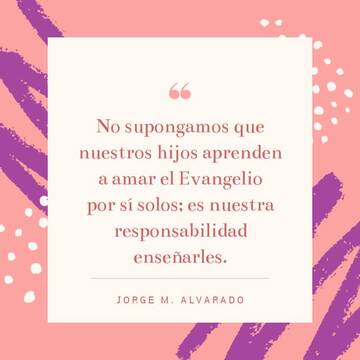 “
No supongamos que
nuestros hijos aprenden
a amar el Evangelio
por sí solos; es nuestra
responsabilidad
enseñarles.
JORGE M. ALVARADO